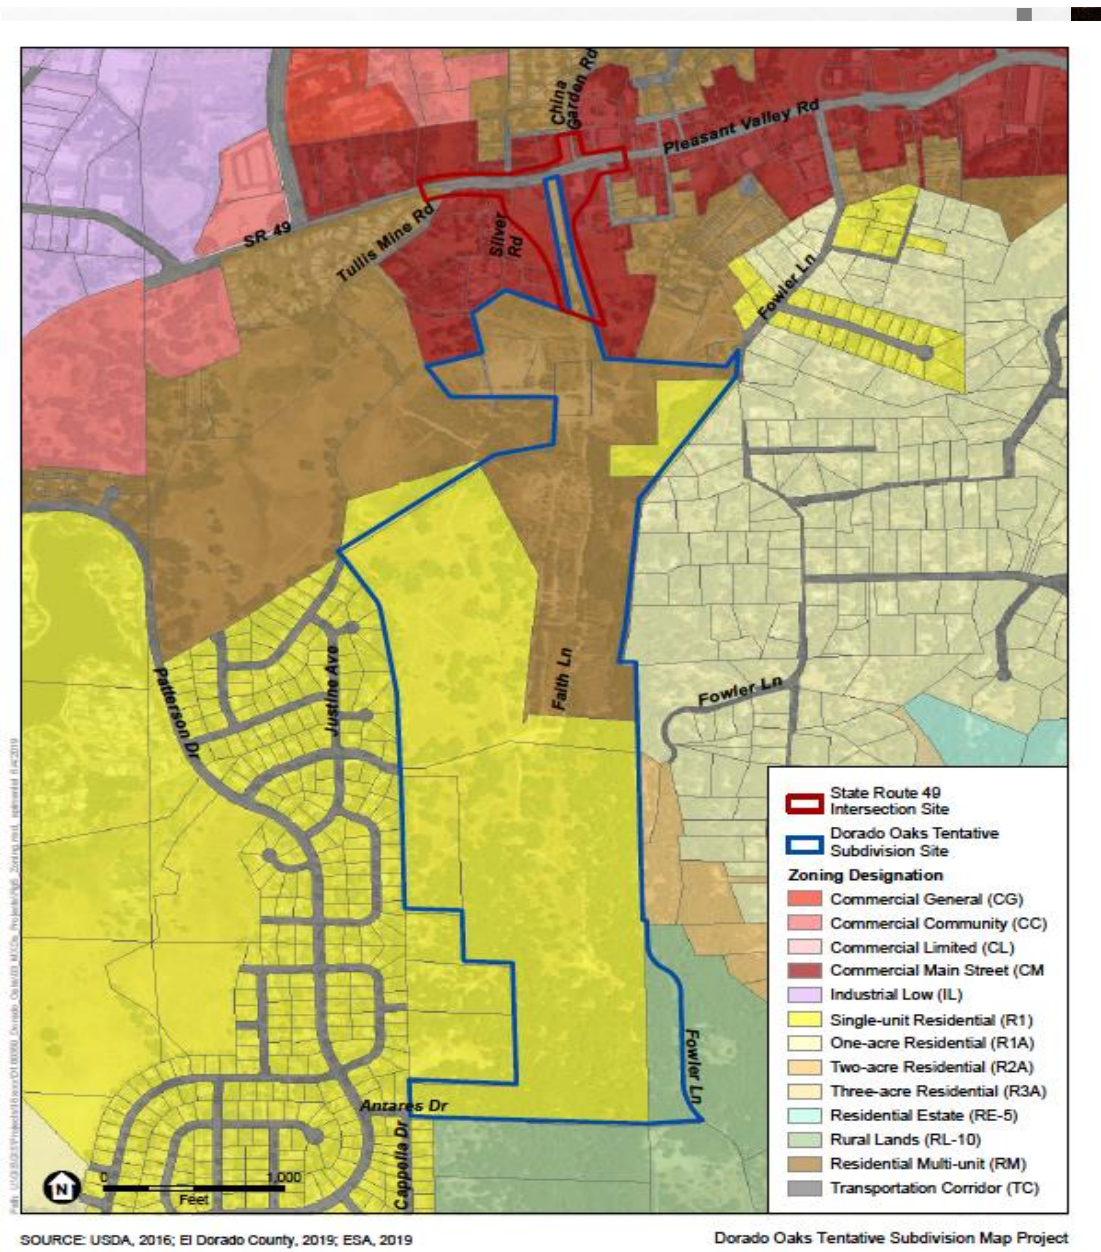 China
Garden Rd
Pleasant Valley Rd
SR 49
Tullis Mine Rd
Silver
Rd
Fowler Ln
Faith Ln
Justine Ave
Patterson Dr
Fowler Ln
Fowler Ln
Antares Dr
Cappella Dr
State Route 49
Intersection Site
Dorado Oaks Tentative
Subdivision Site
Zoning Designation
Commercial General (CG)
Commercial Community (CC)
Commercial Limited (CL)
Commercial Main Street (CM
Industrial Low (IL)
Single-unit Residential (R1)
One-acre Residential (R1A)
Two-acre Residential (R2A)
Three-acre Residential (R3A)
Residential Estate (RE-5)
Rural Lands (RL-10)
Residential Multi-unit (RM)
Transportation Corridor (TC)
N
0 1,000
Feet
SOURCE: USDA, 2016; El Dorado County, 2019; ESA, 2019
Dorado Oaks Tentative Subdivision Map Project